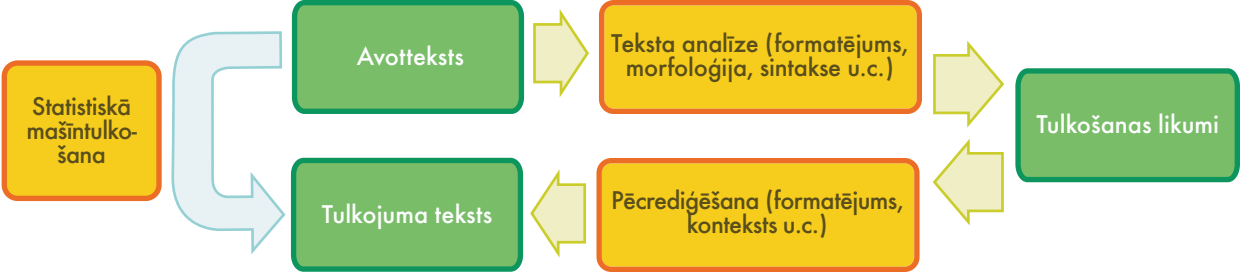 Statistiskā
mašīntulko-
šana
Avotteksts
Teksta analīze (formatējums,
morfoloģija, sintakse u.c.)
Tulkošanas likumi
Pēcrediģēšana (formatējums,
konteksts u.c.)
Tulkojuma teksts